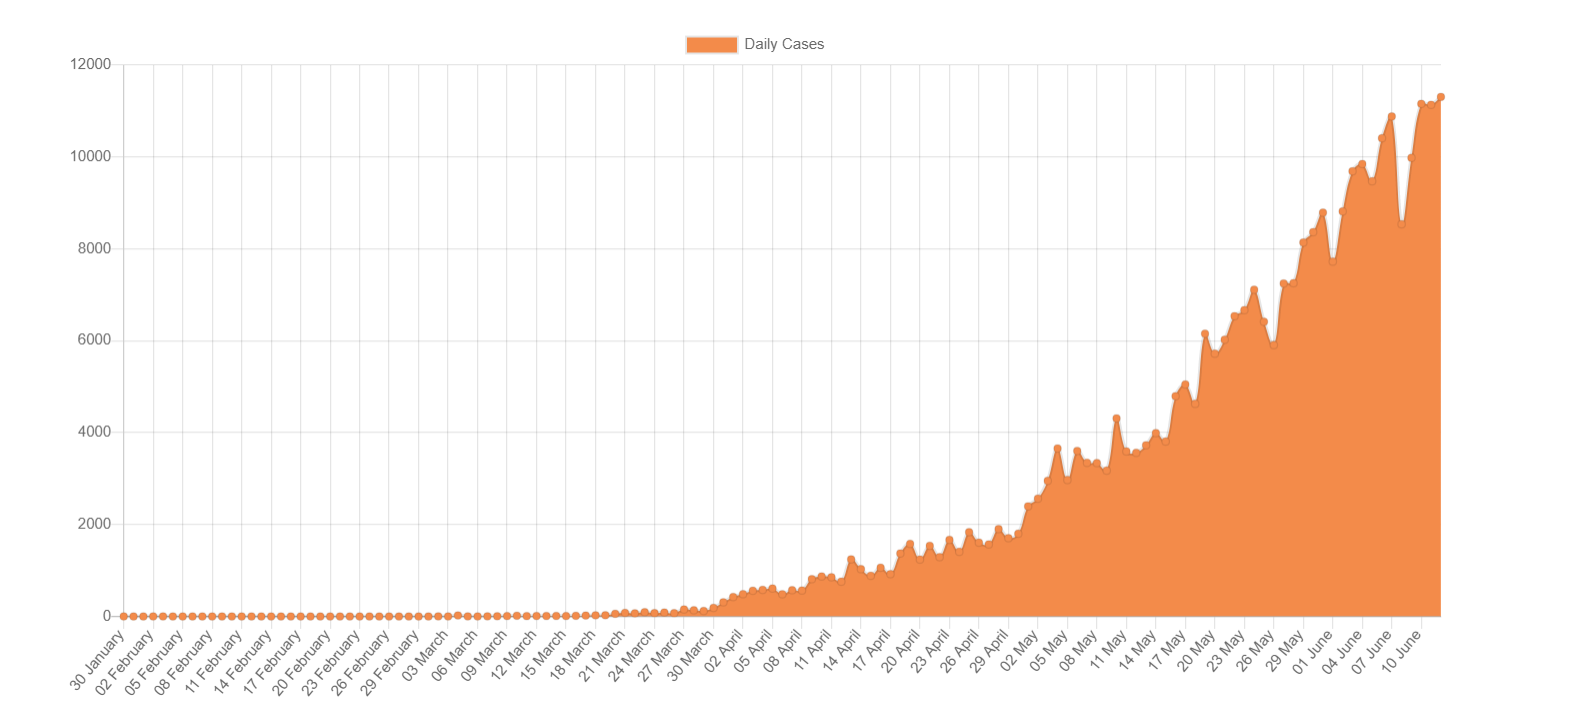 Daily Cases
12000
10000
8000
6000
4000
2000
0
30 January
02 February
05 February
08 February
11 February
14 February
17 February
20 February
23 February
26 February
29 February
03 March
06 March
09 March
12 March
15 March
18 March
21 March
24 March
27 March
30 March
02 April
05 April
08 April
11 April
14 April
17 April
20 April
23 April
26 April
29 April
02 May
05 May
08 May
11 May
14 May
17 May
20 May
23 May
26 May
29 May
01 June
04 June
07 June
10 June